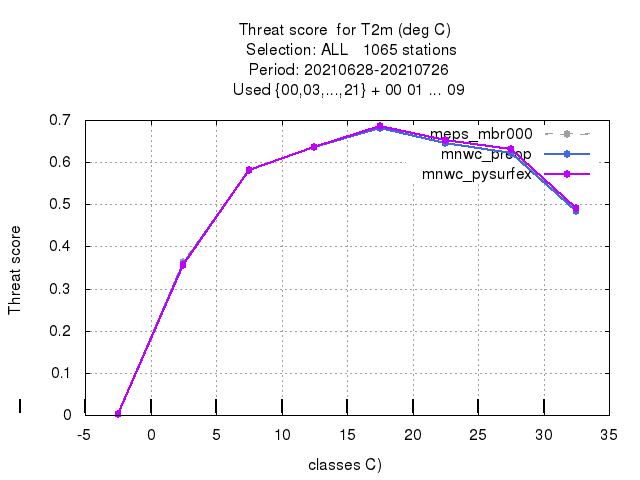 Threat score for T2m (deg C)
Selection: ALL 1065 stations
Period: 20210628-20210726
Used {00,03,...,21} + 00 01 ... 09
meps_mbr000
mnwc_preop
mnwc_pysurfex
0.7
0.6
0.5
0.4
0.3
0.2
0.1
0
Threat score
-5 0 5 10 15 20 25 30 35
classes C)